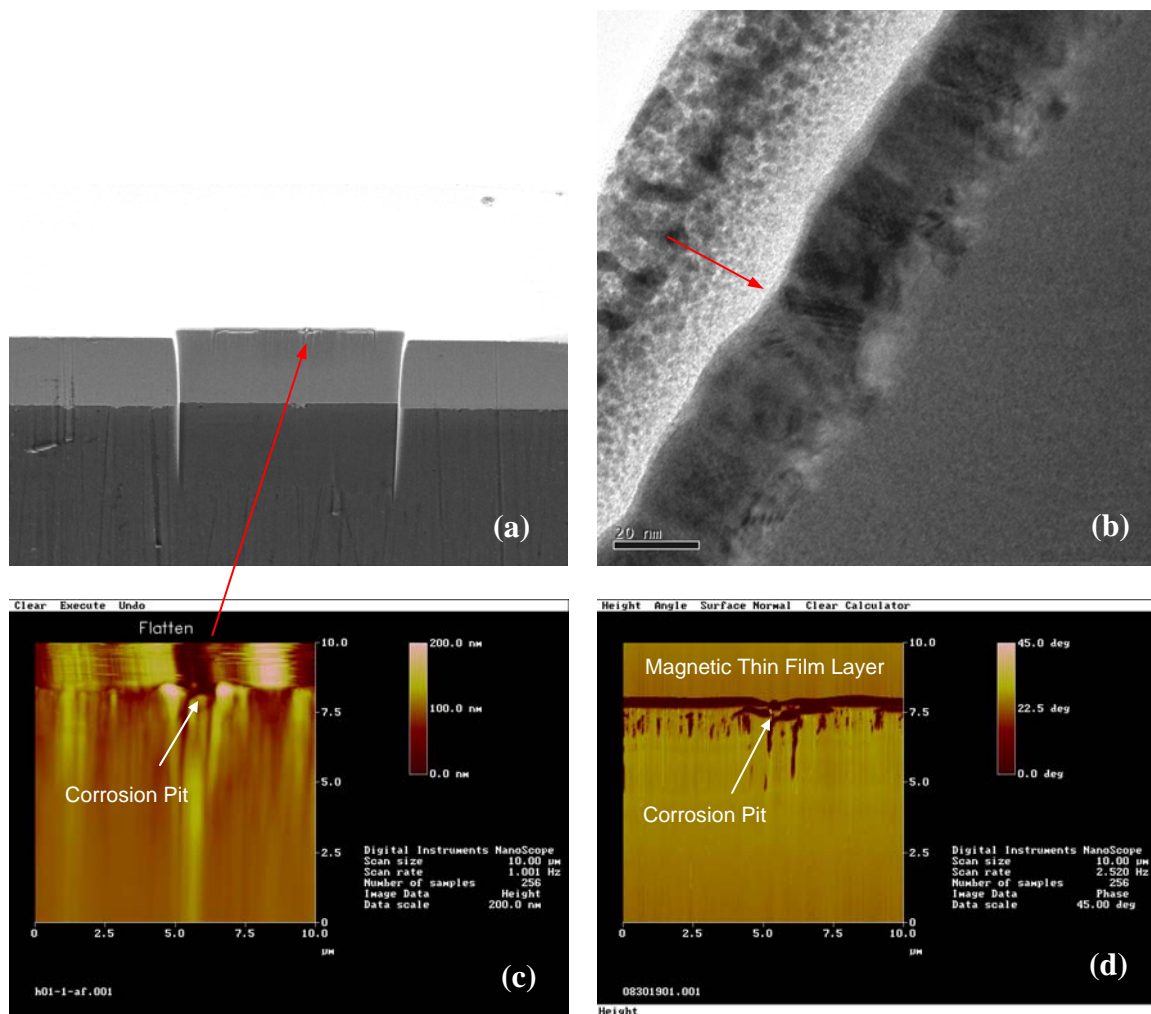 (a)
20 nm
(b)
Clear Execute Undo
Flatten
10.0
7.5
5.0
2.5
0
0 2.5 5.0 7.5 10.0
µm
200.0 nm
100.0 nm
0.0 nm
Corrosion Pit
Digital Instruments NanoScope
Scan size 10.00 µm
Scan rate 1.001 Hz
Number of samples 256
Image Data Height
Data scale 200.0 nm
h01-1-af.001
(c)
Height Angle Surface Normal Clear Calculator
Magnetic Thin Film Layer
10.0
7.5
5.0
2.5
0
0 2.5 5.0 7.5 10.0
µm
45.0 deg
22.5 deg
0.0 deg
Corrosion Pit
Digital Instruments NanoScope
Scan size 10.00 µm
Scan rate 2.520 Hz
Number of samples 256
Image Data Phase
Data scale 45.00 deg
08301901.001
(d)
Height